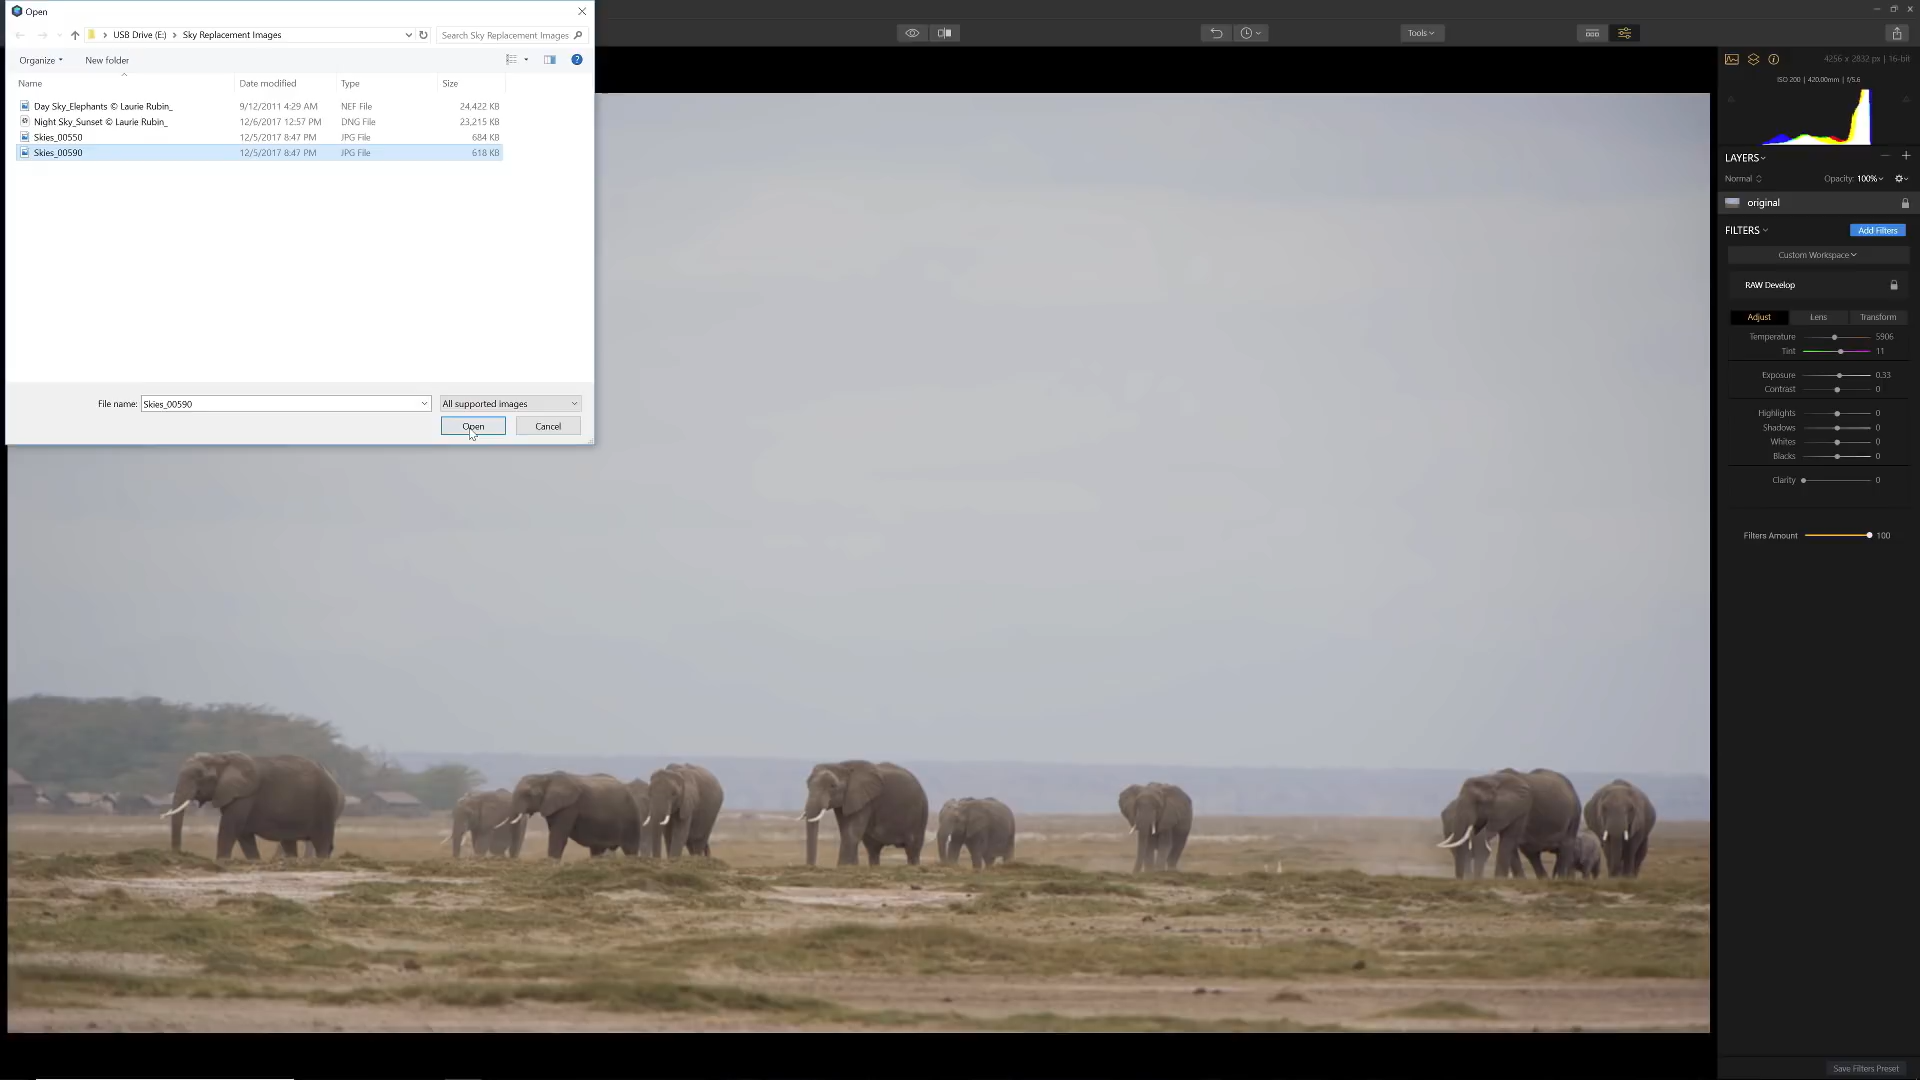 Open
USB Drive (E:) > Sky Replacement Images
Search Sky Replacement Images
Organize
New folder
Name Date modified Type Size
Day Sky_Elephants © Laurie Rubin_ 9/12/2011 4:29 AM NEF File 24,422 KB
Night Sky_Sunset © Laurie Rubin_ 12/6/2017 12:57 PM DNG File 23,215 KB
Skies_00550 12/5/2017 8:47 PM JPG File 684 KB
Skies_00590 12/5/2017 8:47 PM JPG File 618 KB
File name: Skies_00590
All supported images
Open
Cancel
Tools
4256 x 2832 px | 16-bit
ISO 200 | 420.00mm | f/5.6
LAYERS
Normal
Opacity: 100%
original
FILTERS
Add Filters
Custom Workspace
RAW Develop
Adjust Lens Transform
Temperature 5906
Tint 11
Exposure 0.33
Contrast 0
Highlights 0
Shadows 0
Whites 0
Blacks 0
Clarity 0
Filters Amount 100
Save Filters Preset